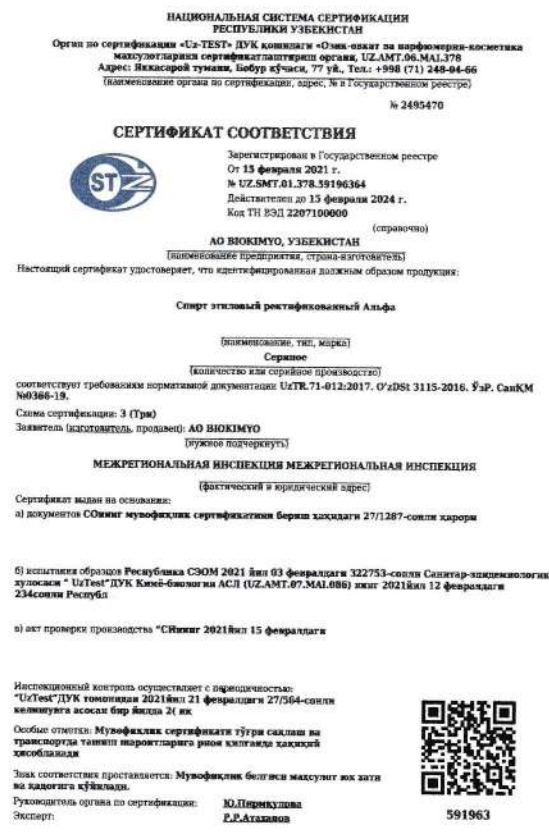 НАЦИОНАЛЬНАЯ СИСТЕМА СЕРТИФИКАЦИИ
РЕСПУБЛИКИ УЗБЕКИСТАН
Орган по сертификации «Uz-TEST» ДУК қошидаги «Озик-овкат ва парфюмерия-косметика
махсулотларини сертификатлаштириш органи, UZ.AMT.06.MAI.378
Адрес: Яккасарой тумани, Бобур кўчаси, 77 уй., Тел.: +998 (71) 248-04-66
(наименование органа по сертификации, адрес, № в Государственном реестре)
№ 2495470
СЕРТИФИКАТ СООТВЕТСТВИЯ
STZ
Зарегистрирован в Государственном реестре
От 15 февраля 2021 г.
№ UZ.SMT.01.378.59196364
Действителен до 15 февраля 2024 г.
Код ТН ВЭД 2207100000
(справочно)
АО BIOKIMYO, УЗБЕКИСТАН
(наименование предприятия, страна-изготовитель)
Настоящий сертификат удостоверяет, что идентифицированная должным образом продукция:
Спирт этиловый ректификованный Альфа
(наименование, тип, марка)
Серийное
(количество или серийное производство)
соответствует требованиям нормативной документации UzTR.71-012:2017. O'zDSt 3115-2016. ЎзР. СанҚМ
№0366-19.
Схема сертификации: 3 (Три)
Заявитель (изготовитель, продавец): АО BIOKIMYO
(нужное подчеркнуть)
МЕЖРЕГИОНАЛЬНАЯ ИНСПЕКЦИЯ МЕЖРЕГИОНАЛЬНАЯ ИНСПЕКЦИЯ
(фактический и юридический адрес)
Сертификат выдан на основании:
а) документов СОнинг мувофиқлик сертификатини бериш ҳақидаги 27/1287-сонли қарори
б) испытания образцов Республика СЭОМ 2021 йил 03 февралдаги 322753-сонли Санитар-эпидемиологик
хулосаси " UzTest"ДУК Кимё-биология АСЛ (UZ.AMT.07.MAI.086) нинг 2021йил 12 февралдаги
234сонли Республ
в) акт проверки производства "СИнинг 2021йил 15 февралдаги
Инспекционный контроль осуществляет с периодичностью:
"UzTest"ДУК томонидан 2021йил 21 февралдаги 27/564-сонли
келишувга асосан бир йилда 2( ик
Особые отметки: Мувофиқлик сертификати тўғри сақлаш ва
транспортда ташиш шароитларига риоя қилганда ҳақиқий
ҳисобланади
Знак соответствия проставляется: Мувофиқлик белгиси маҳсулот юк хати
ва қадоғига қўйилади.
Руководитель органа по сертификации: Ю.Пирмкулова
Эксперт: Р.Р.Атаханов
591963